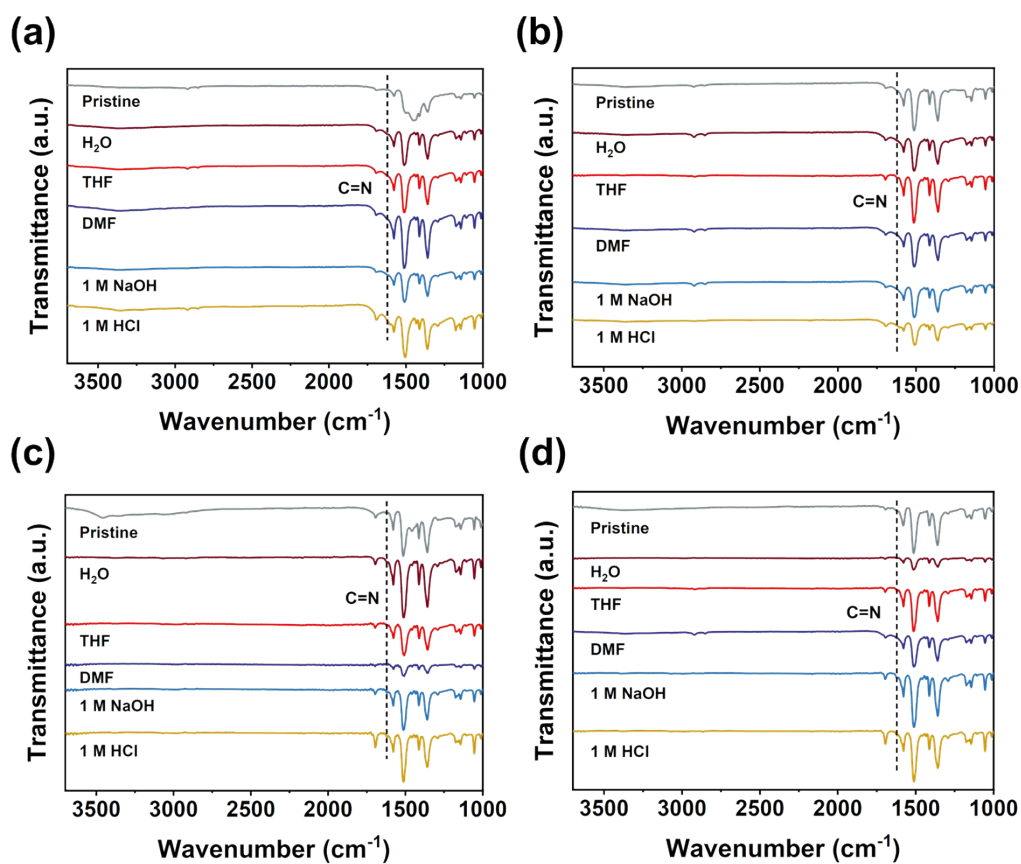 (a)
Transmittance (a.u.)
Pristine
H₂O
THF
C=N
DMF
1 M NaOH
1 M HCl
3500 3000 2500 2000 1500 1000
Wavenumber (cm⁻¹)
(b)
Transmittance (a.u.)
Pristine
H₂O
THF
C=N
DMF
1 M NaOH
1 M HCl
3500 3000 2500 2000 1500 1000
Wavenumber (cm⁻¹)
(c)
Transmittance (a.u.)
Pristine
H₂O
C=N
THF
DMF
1 M NaOH
1 M HCl
3500 3000 2500 2000 1500 1000
Wavenumber (cm⁻¹)
(d)
Transmittance (a.u.)
Pristine
H₂O
THF
C=N
DMF
1 M NaOH
1 M HCl
3500 3000 2500 2000 1500 1000
Wavenumber (cm⁻¹)